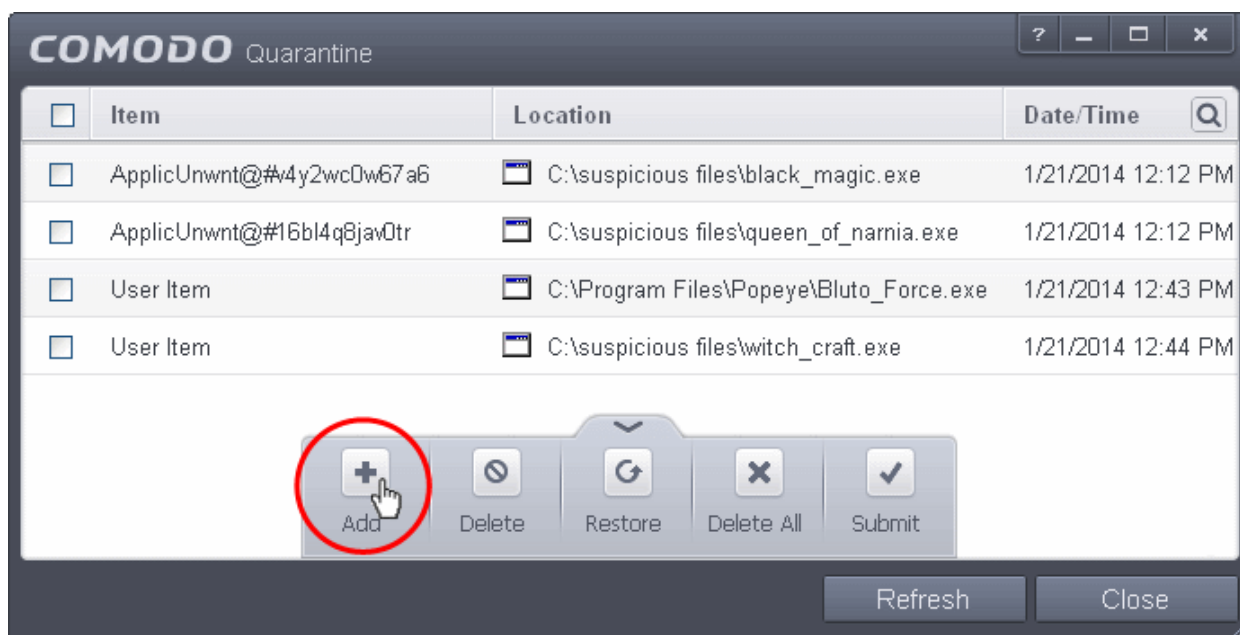 COMODO Quarantine ?
Item Location Date/Time
ApplicUnwnt@#v4y2wc0w67a6 C:\suspicious files\black_magic.exe 1/21/2014 12:12 PM
ApplicUnwnt@#16bl4q8jav0tr C:\suspicious files\queen_of_narnia.exe 1/21/2014 12:12 PM
User Item C:\Program Files\Popeye\Bluto_Force.exe 1/21/2014 12:43 PM
User Item C:\suspicious files\witch_craft.exe 1/21/2014 12:44 PM
Add Delete Restore Delete All Submit
Refresh Close